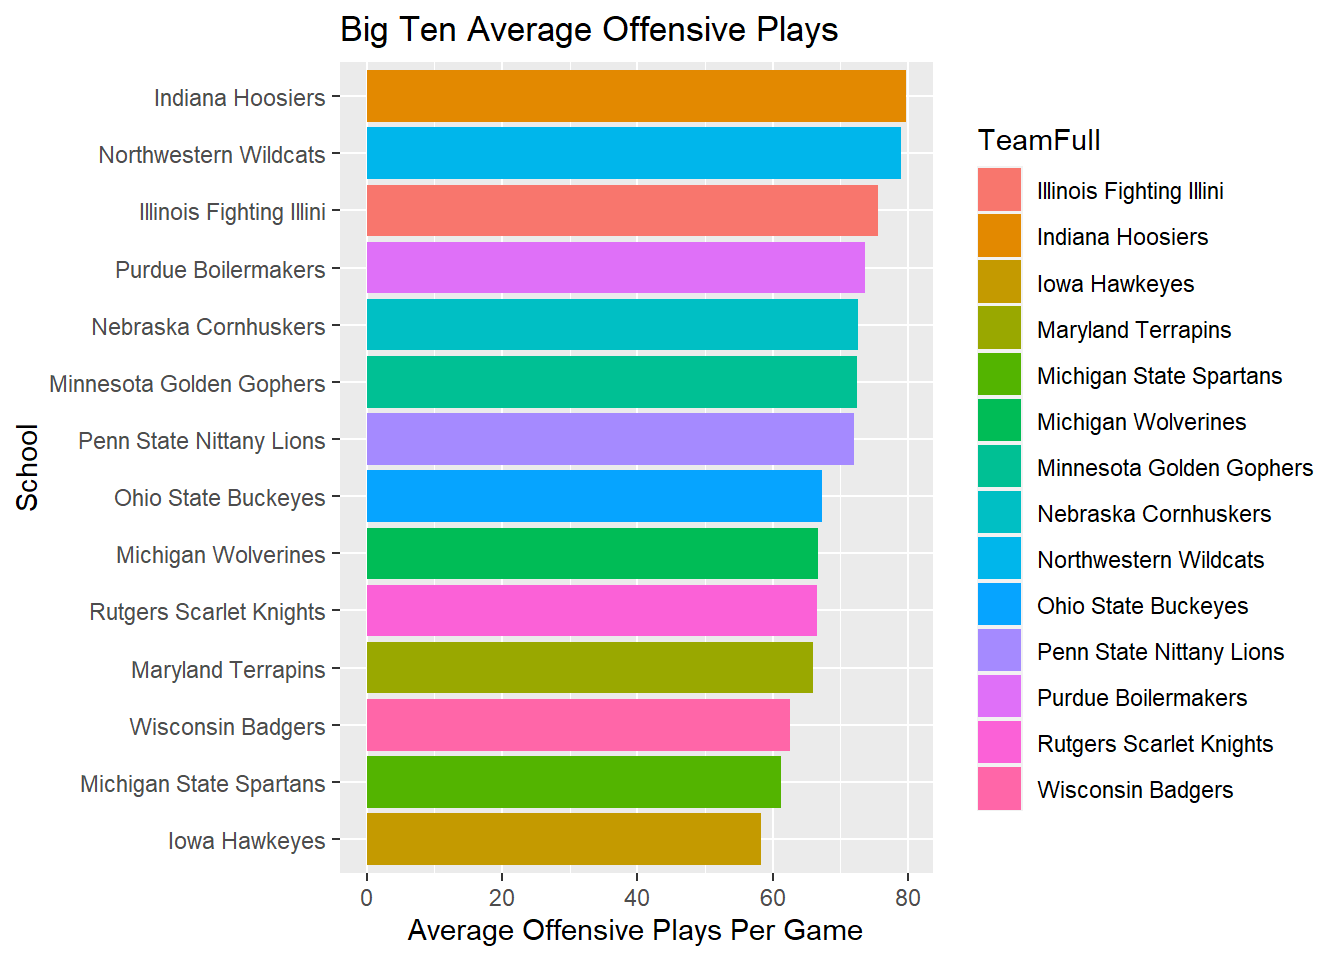 Big Ten Average Offensive Plays
School
Indiana Hoosiers
Northwestern Wildcats
Illinois Fighting Illini
Purdue Boilermakers
Nebraska Cornhuskers
Minnesota Golden Gophers
Penn State Nittany Lions
Ohio State Buckeyes
Michigan Wolverines
Rutgers Scarlet Knights
Maryland Terrapins
Wisconsin Badgers
Michigan State Spartans
Iowa Hawkeyes
0 20 40 60 80
Average Offensive Plays Per Game
TeamFull
Illinois Fighting Illini
Indiana Hoosiers
Iowa Hawkeyes
Maryland Terrapins
Michigan State Spartans
Michigan Wolverines
Minnesota Golden Gophers
Nebraska Cornhuskers
Northwestern Wildcats
Ohio State Buckeyes
Penn State Nittany Lions
Purdue Boilermakers
Rutgers Scarlet Knights
Wisconsin Badgers